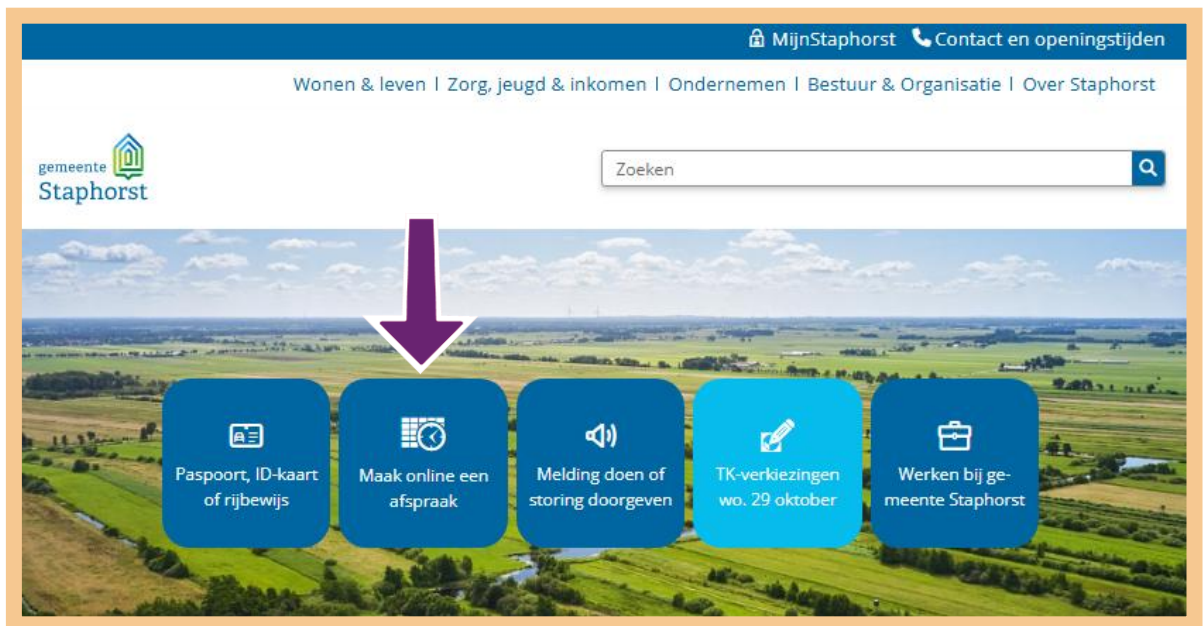 MijnStaphorst Contact en openingstijden
Wonen & leven | Zorg, jeugd & inkomen | Ondernemen | Bestuur & Organisatie | Over Staphorst
gemeente
Staphorst
Zoeken
Paspoort, ID-kaart
of rijbewijs
Maak online een
afspraak
Melding doen of
storing doorgeven
TK-verkiezingen
wo. 29 oktober
Werken bij ge-
meente Staphorst